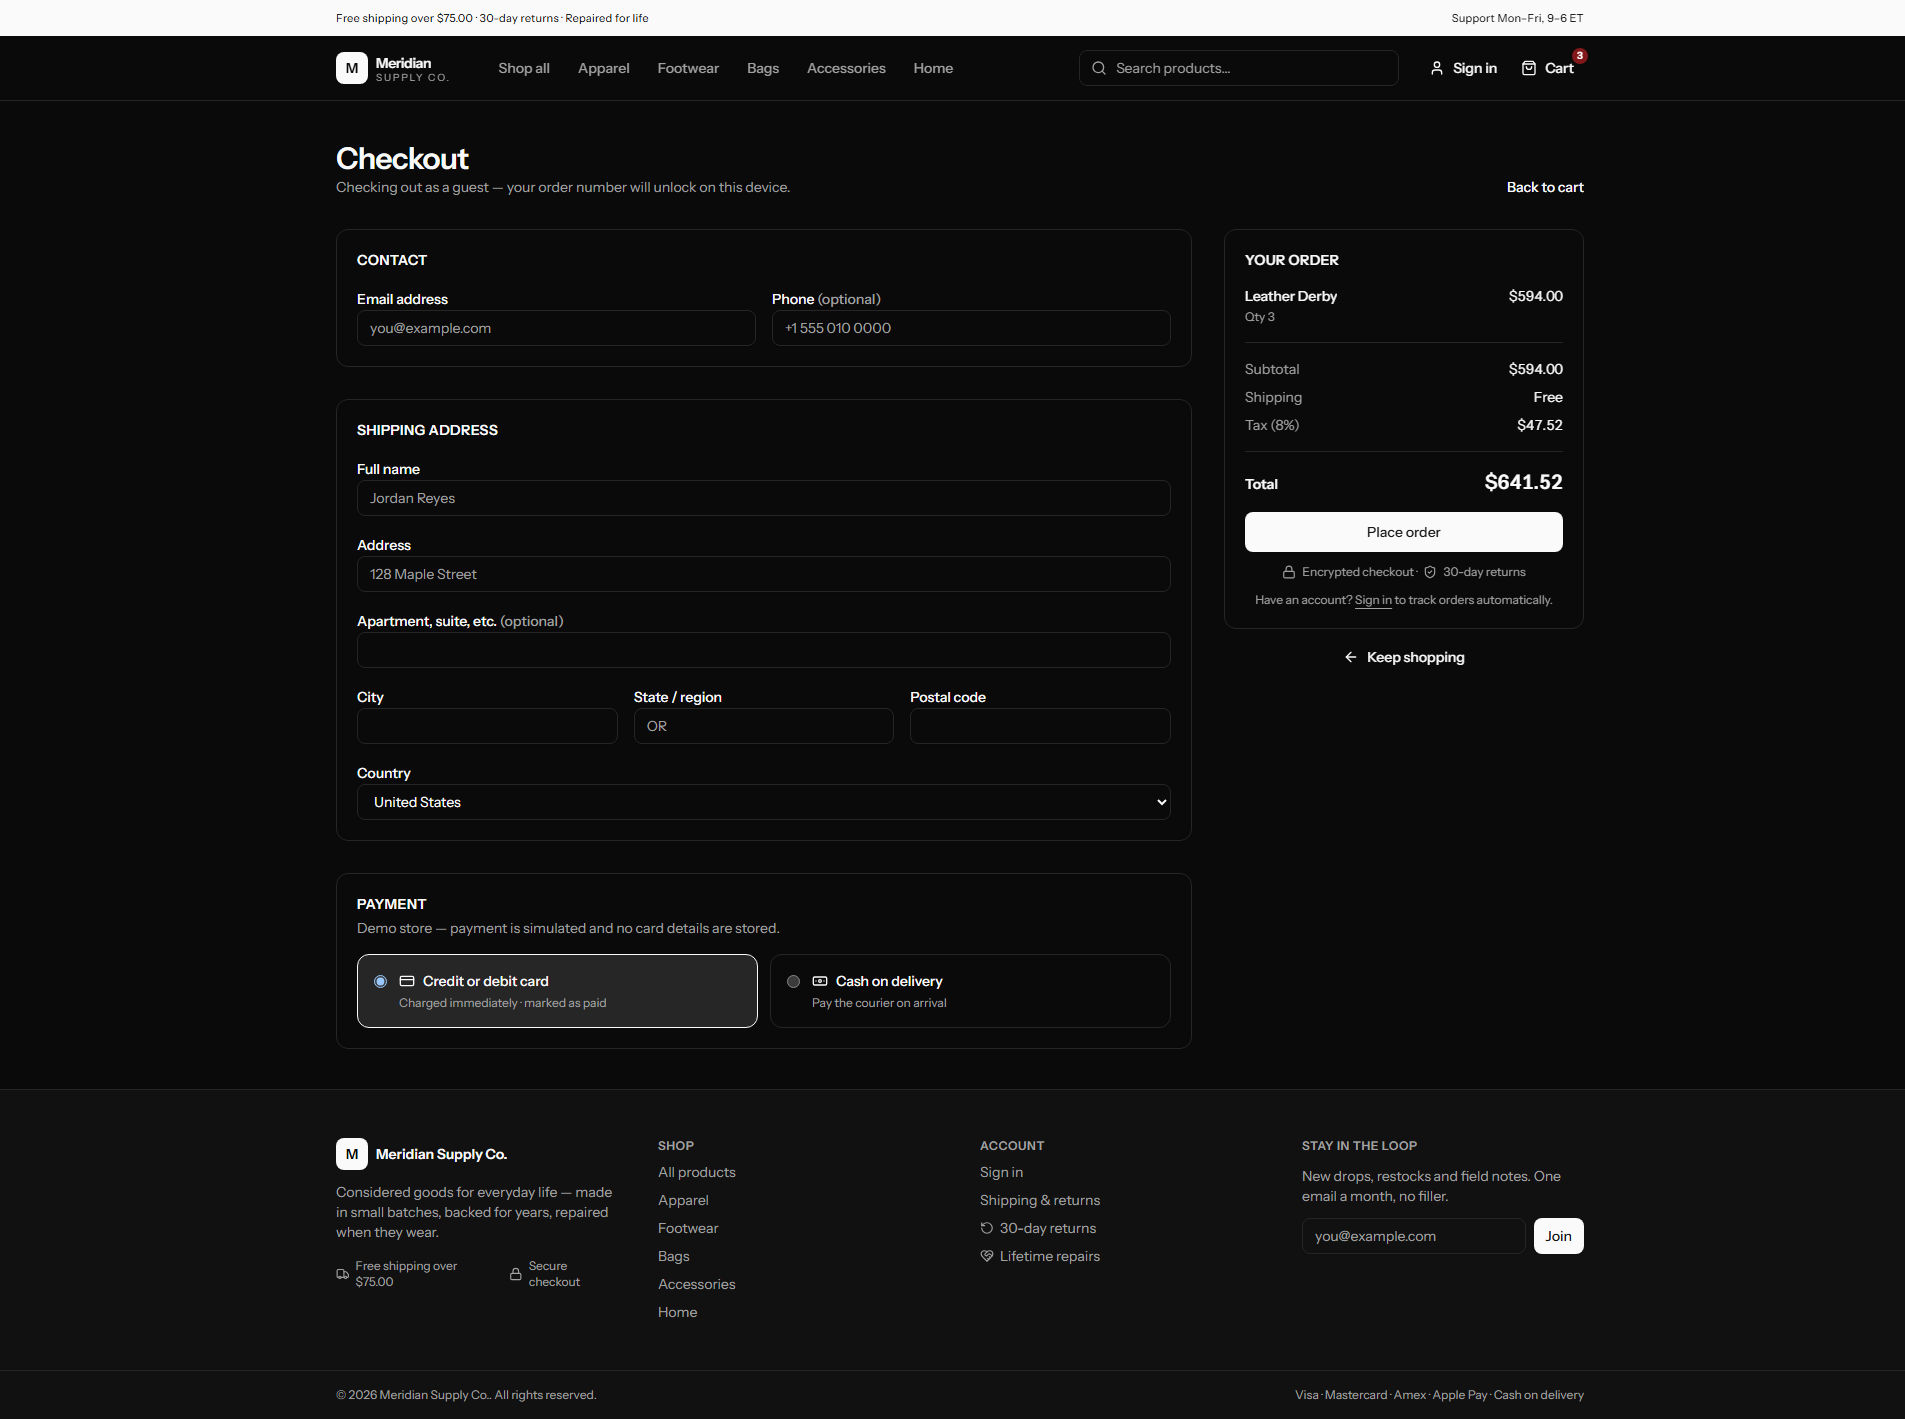 Free shipping over $75.00 · 30-day returns · Repaired for life
Support Mon–Fri, 9–6 ET
M
Meridian
SUPPLY CO.
Shop all
Apparel
Footwear
Bags
Accessories
Home
Search products...
Sign in
Cart
3
Checkout
Checking out as a guest — your order number will unlock on this device.
Back to cart
CONTACT
Email address
Phone (optional)
you@example.com
+1 555 010 0000
SHIPPING ADDRESS
Full name
Jordan Reyes
Address
128 Maple Street
Apartment, suite, etc. (optional)
City
State / region
Postal code
OR
Country
United States
PAYMENT
Demo store — payment is simulated and no card details are stored.
Credit or debit card
Charged immediately · marked as paid
Cash on delivery
Pay the courier on arrival
YOUR ORDER
Leather Derby
$594.00
Qty 3
Subtotal
$594.00
Shipping
Free
Tax (8%)
$47.52
Total
$641.52
Place order
Encrypted checkout ·
30-day returns
Have an account? Sign in to track orders automatically.
Keep shopping
M
Meridian Supply Co.
Considered goods for everyday life — made
in small batches, backed for years, repaired
when they wear.
Free shipping over
$75.00
Secure
checkout
SHOP
All products
Apparel
Footwear
Bags
Accessories
Home
ACCOUNT
Sign in
Shipping & returns
30-day returns
Lifetime repairs
STAY IN THE LOOP
New drops, restocks and field notes. One
email a month, no filler.
you@example.com
Join
© 2026 Meridian Supply Co.. All rights reserved.
Visa · Mastercard · Amex · Apple Pay · Cash on delivery